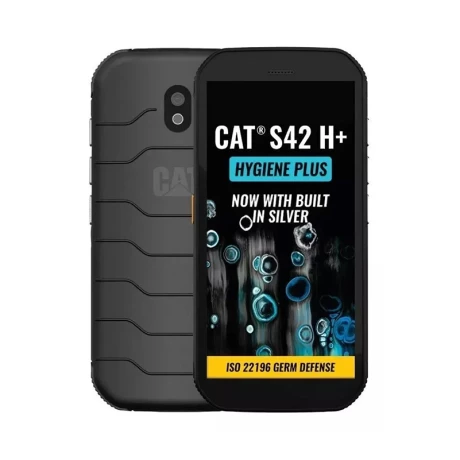 CAT
CAT® S42 H+
HYGIENE PLUS
NOW WITH BUILT
IN SILVER
ISO 22196 GERM DEFENSE